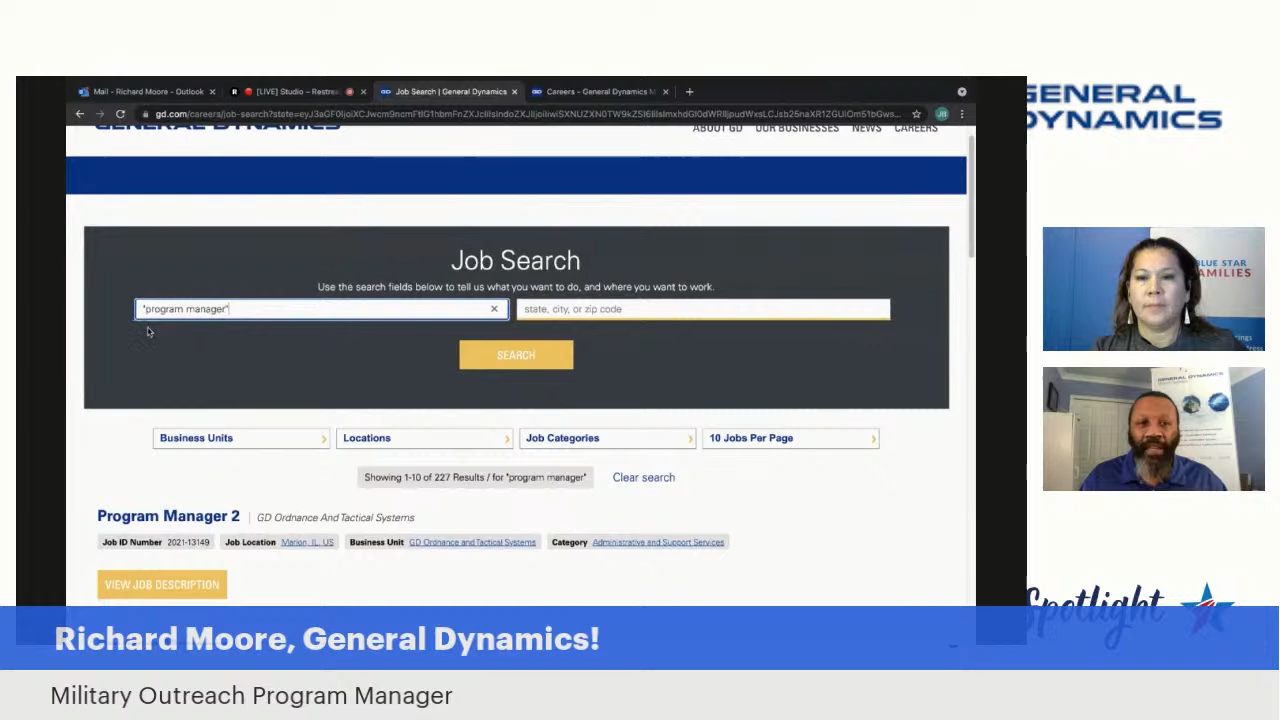 Mail - Richard Moore - Outlook
[LIVE] Studio - Restrea
Job Search | General Dynamics
Careers - General Dynamics M
GENERAL DYNAMICS
ABOUT GD OUR BUSINESSES NEWS CAREERS
Job Search
Use the search fields below to tell us what you want to do, and where you want to work.
"program manager"
state, city, or zip code
SEARCH
Business Units
Locations
Job Categories
10 Jobs Per Page
Showing 1-10 of 227 Results / for "program manager"
Clear search
Program Manager 2 | GD Ordnance And Tactical Systems
Job ID Number 2021-13149
Job Location Marion, IL, US
Business Unit GD Ordnance and Tactical Systems
Category Administrative and Support Services
VIEW JOB DESCRIPTION
GENERAL
DYNAMICS
BLUE STAR
FAMILIES
GENERAL DYNAMICS
Spotlight
Richard Moore, General Dynamics!
Military Outreach Program Manager